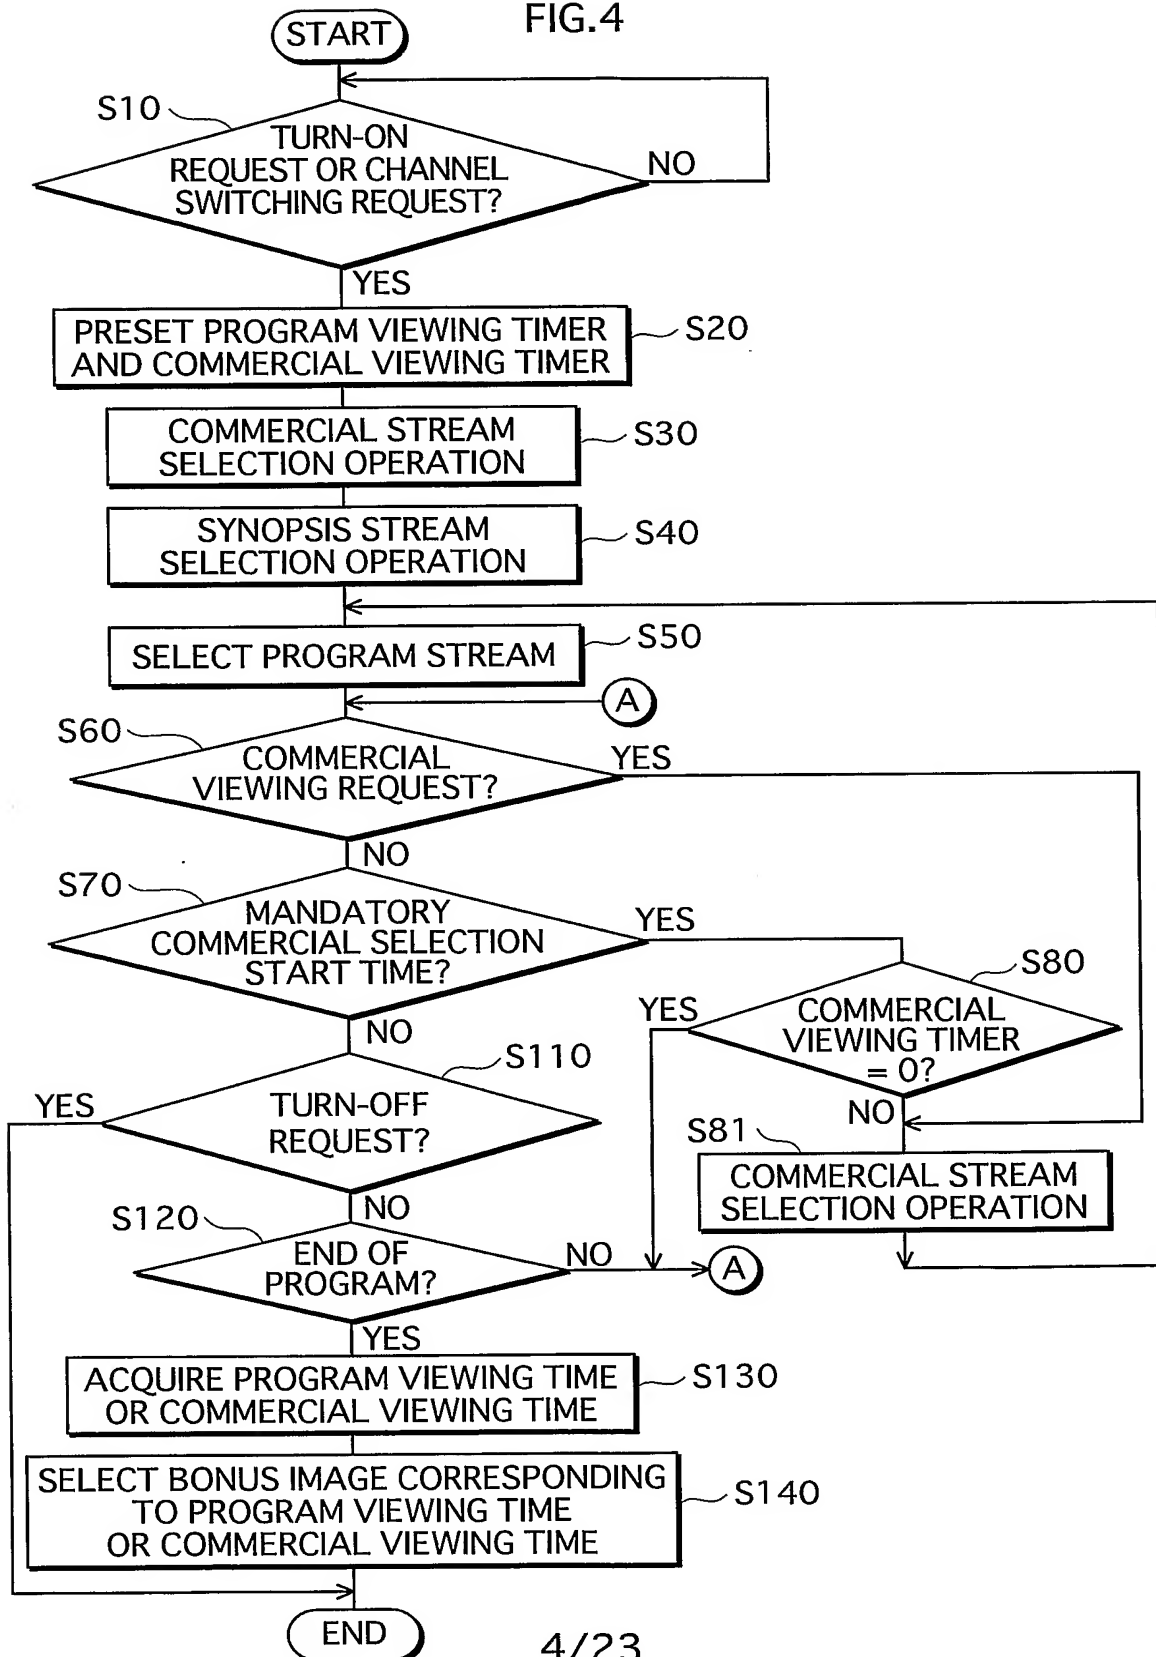 FIG.4
START
S10
TURN-ON
REQUEST OR CHANNEL
SWITCHING REQUEST?
NO
YES
PRESET PROGRAM VIEWING TIMER
AND COMMERCIAL VIEWING TIMER
S20
COMMERCIAL STREAM
SELECTION OPERATION
S30
SYNOPSIS STREAM
SELECTION OPERATION
S40
SELECT PROGRAM STREAM
S50
A
S60
COMMERCIAL
VIEWING REQUEST?
YES
NO
S70
MANDATORY
COMMERCIAL SELECTION
START TIME?
YES
NO
S80
COMMERCIAL
VIEWING TIMER
= 0?
YES
NO
S81
COMMERCIAL STREAM
SELECTION OPERATION
S110
TURN-OFF
REQUEST?
YES
NO
S120
END OF
PROGRAM?
NO
A
YES
ACQUIRE PROGRAM VIEWING TIME
OR COMMERCIAL VIEWING TIME
S130
SELECT BONUS IMAGE CORRESPONDING
TO PROGRAM VIEWING TIME
OR COMMERCIAL VIEWING TIME
S140
END
4/23